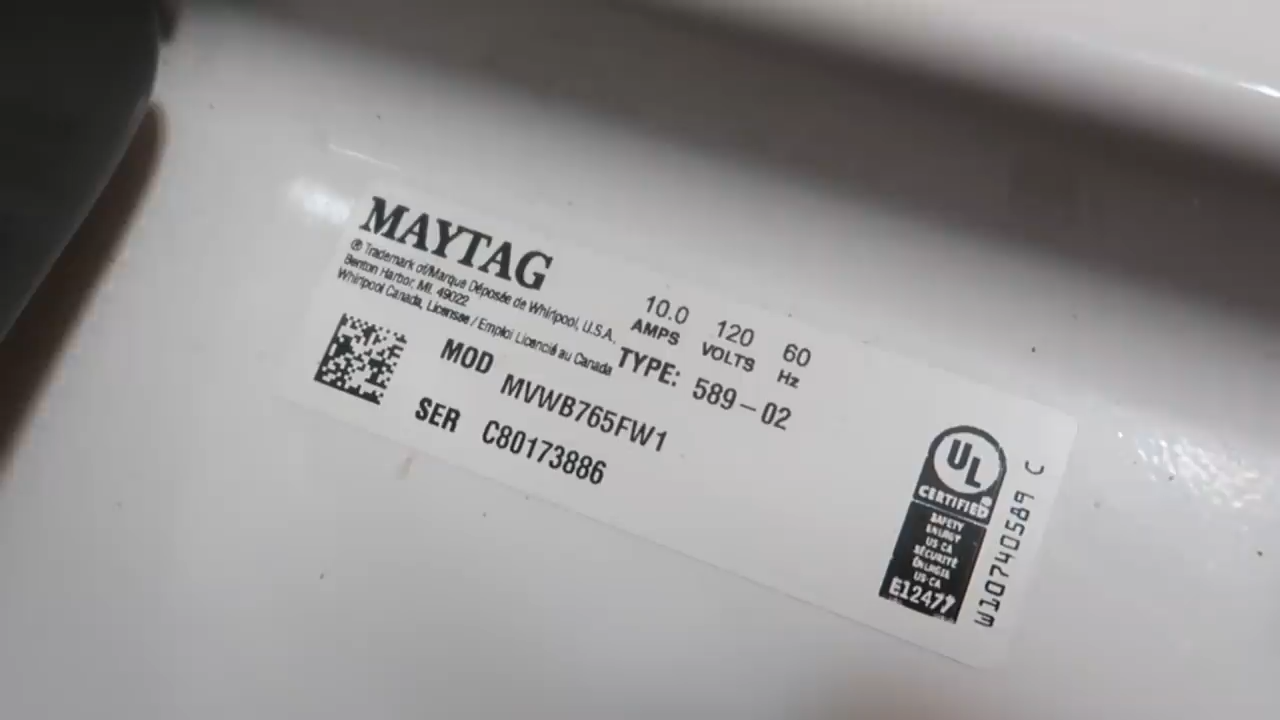 MAYTAG
® Trademark of/Marque Déposée de Whirlpool, U.S.A.
Benton Harbor, MI. 49022
Whirlpool Canada, Licensee / Emploi Licencié au Canada
10.0 120 60
AMPS VOLTS Hz
TYPE: 589-02
MOD MVWB765FW1
SER C80173886
UL
CERTIFIED®
SAFETY
ENERGY
US CA
SÉCURITÉ
ÉNERGIE
US-CA
E12477
W10740589 C